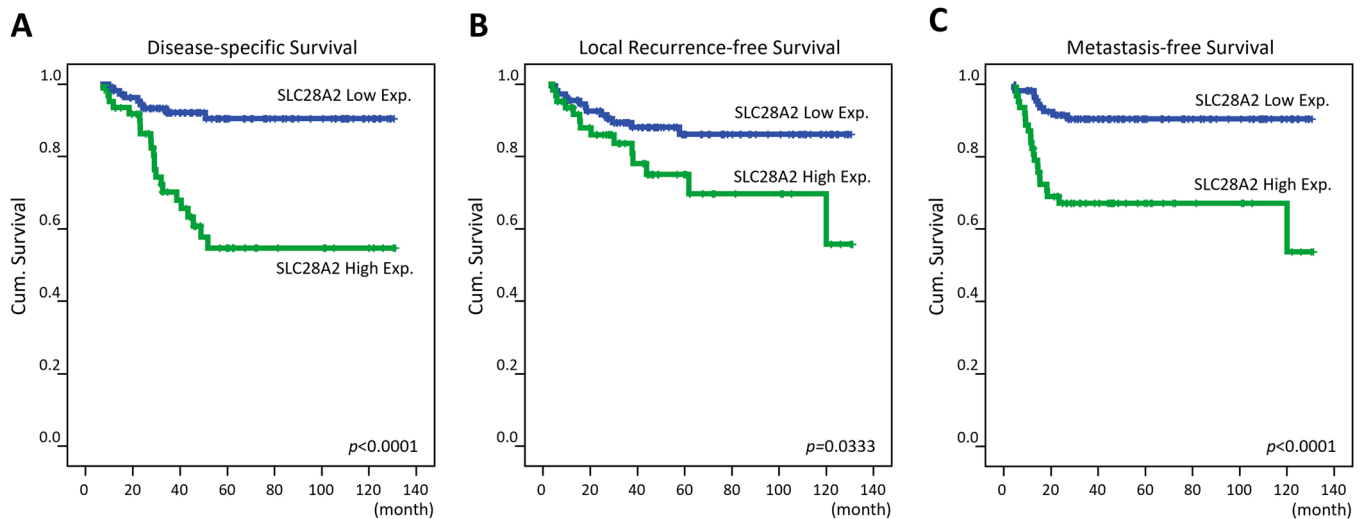 A
Disease-specific Survival
Cum. Survival
1.0
0.8
0.6
0.4
0.2
0.0
SLC28A2 Low Exp.
SLC28A2 High Exp.
p<0.0001
0 20 40 60 80 100 120 140
(month)
B
Local Recurrence-free Survival
Cum. Survival
1.0
0.8
0.6
0.4
0.2
0.0
SLC28A2 Low Exp.
SLC28A2 High Exp.
p=0.0333
0 20 40 60 80 100 120 140
(month)
C
Metastasis-free Survival
Cum. Survival
1.0
0.8
0.6
0.4
0.2
0.0
SLC28A2 Low Exp.
SLC28A2 High Exp.
p<0.0001
0 20 40 60 80 100 120 140
(month)